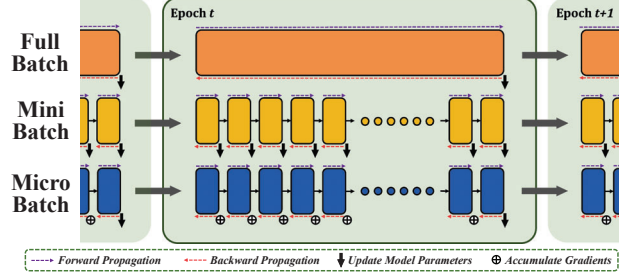 Epoch t
Epoch t+1
Full
Batch
Mini
Batch
Micro
Batch
Forward Propagation
Backward Propagation
Update Model Parameters
Accumulate Gradients